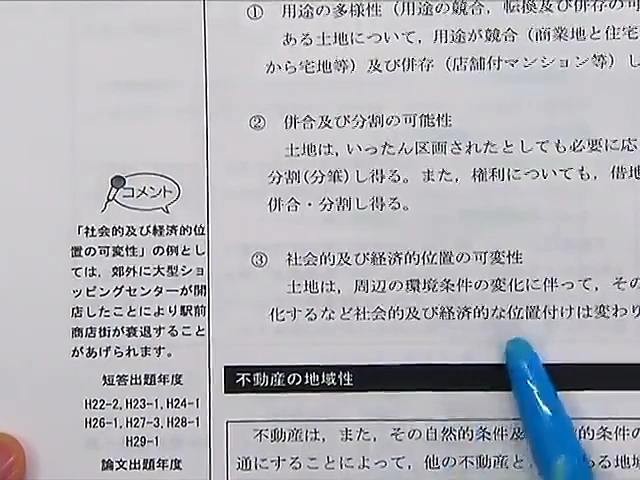 ① 用途の多様性（用途の競合，転換及び併存の可
ある土地について，用途が競合（商業地と住宅
から宅地等）及び併存（店舗付マンション等）し
② 併合及び分割の可能性
土地は，いったん区画されたとしても必要に応
分割(分筆)し得る。また，権利についても，借地
併合・分割し得る。
③ 社会的及び経済的位置の可変性
土地は，周辺の環境条件の変化に伴って，その
化するなど社会的及び経済的な位置付けは変わり
コメント
「社会的及び経済的位
置の可変性」の例とし
ては，郊外に大型ショ
ッピングセンターが開
店したことにより駅前
商店街が衰退すること
があげられます。
短答出題年度
H22-2, H23-1, H24-1
H26-1, H27-3, H28-1
H29-1
論文出題年度
不動産の地域性
不動産は，また，その自然的条件及 的条件の
通にすることによって，他の不動産と ある地域